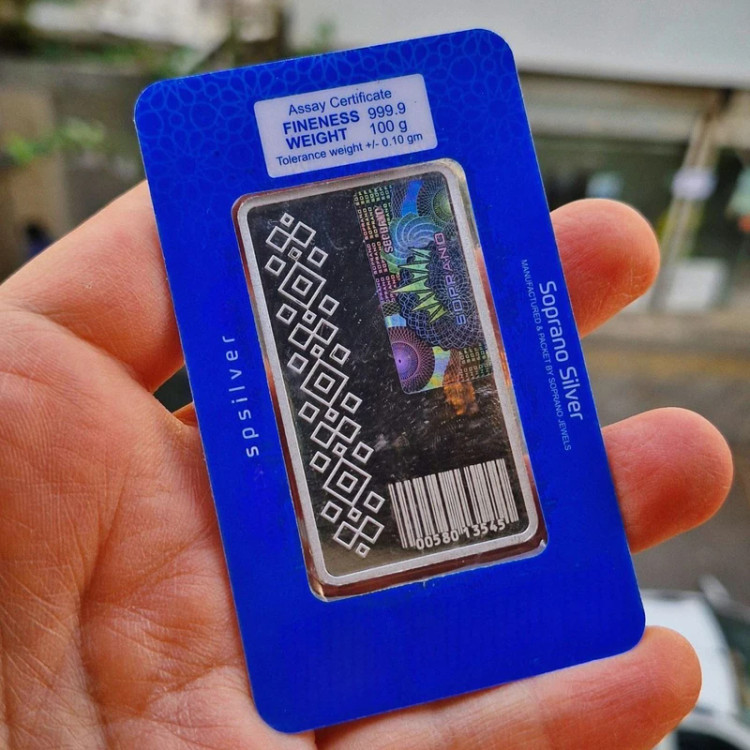 Assay Certificate
FINENESS 999.9
WEIGHT 100 g
Tolerance weight +/- 0.10 gm
SOPRANO
Soprano Silver
MANUFACTURED & PACKET BY SOPRANO JEWELS
spsilver
00580 13545